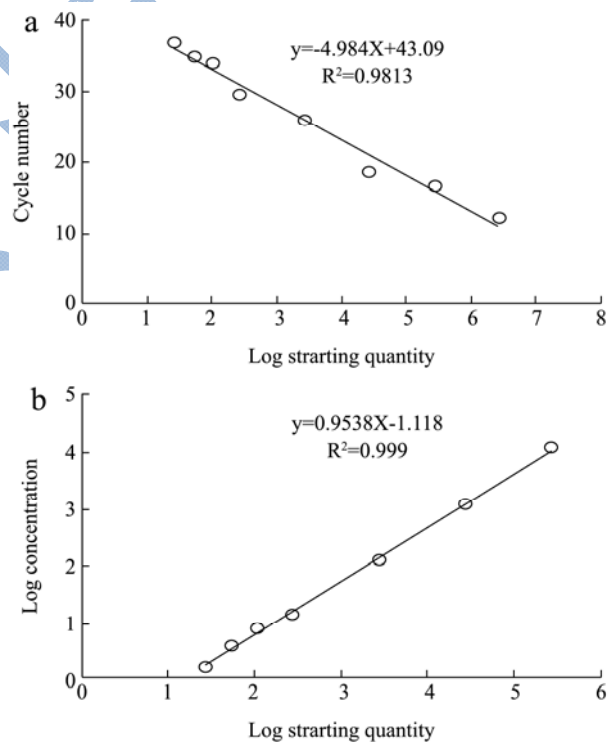 a
40
y=-4.984X+43.09
R²=0.9813
30
20
10
0
Cycle number
0 1 2 3 4 5 6 7 8
Log strarting quantity
b
5
y=0.9538X-1.118
R²=0.999
4
3
2
1
0
Log concentration
0 1 2 3 4 5 6
Log strarting quantity